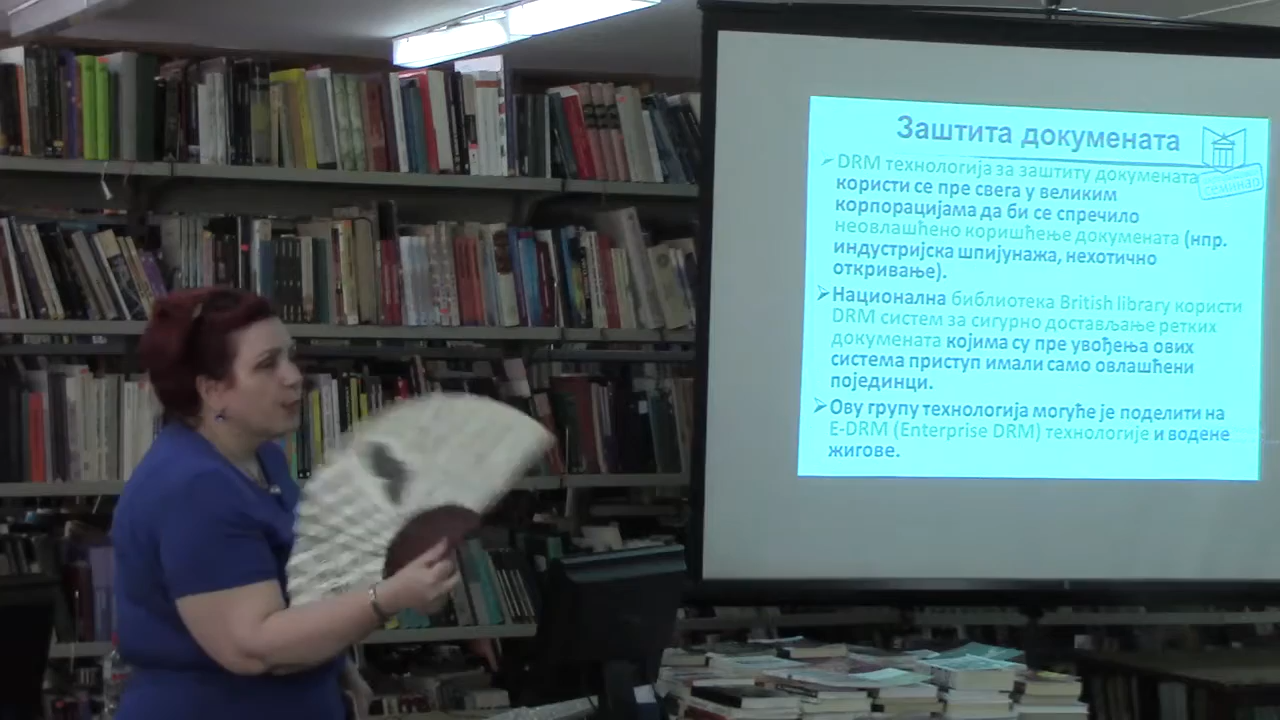 Заштита докумената
DRM технологија за заштиту докумената
користи се пре свега у великим
корпорацијама да би се спречило
неовлашћено коришћење докумената (нпр.
индустријска шпијунажа, нехотично
откривање).
Национална библиотека British library користи
DRM систем за сигурно достављање ретких
докумената којима су пре увођења ових
система приступ имали само овлашћени
појединци.
Ову групу технологија могуће је поделити на
E-DRM (Enterprise DRM) технологије и водене
жигове.
семинар